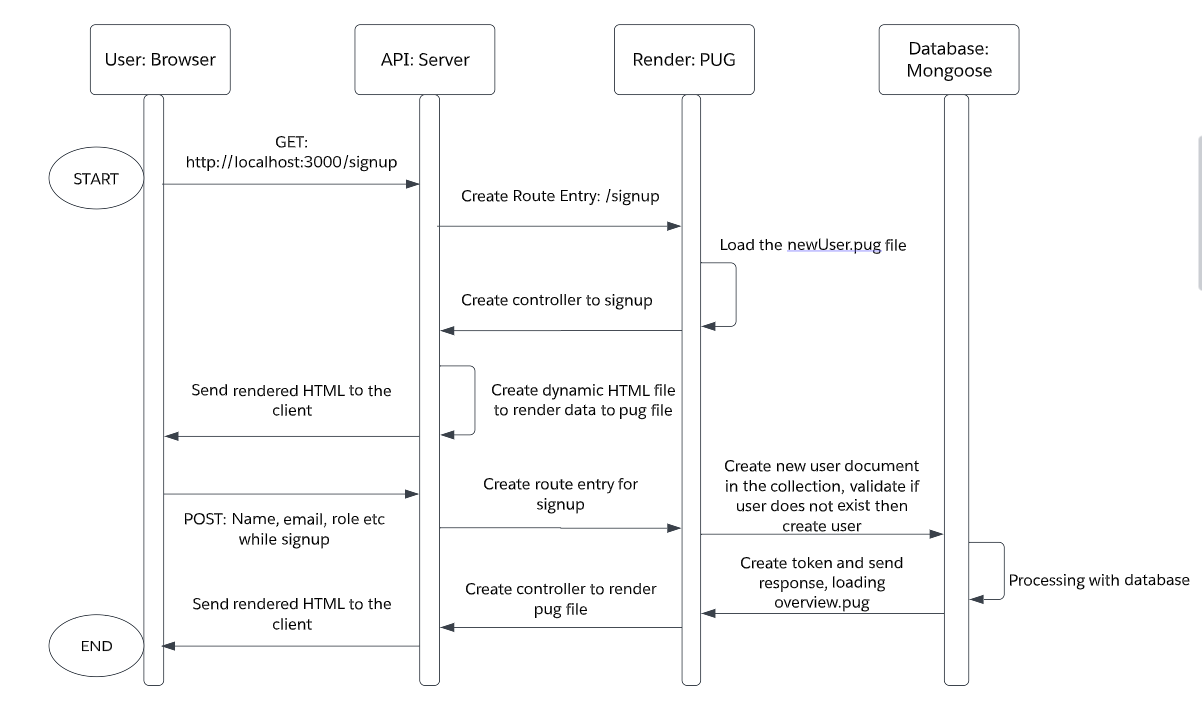 User: Browser
API: Server
Render: PUG
Database:
Mongoose
GET:
http://localhost:3000/signup
START
Create Route Entry: /signup
Load the newUser.pug file
Create controller to signup
Send rendered HTML to the
client
Create dynamic HTML file
to render data to pug file
Create new user document
in the collection, validate if
user does not exist then
create user
Create route entry for
signup
POST: Name, email, role etc
while signup
Create token and send
response, loading
overview.pug
Processing with database
Create controller to render
pug file
Send rendered HTML to the
client
END